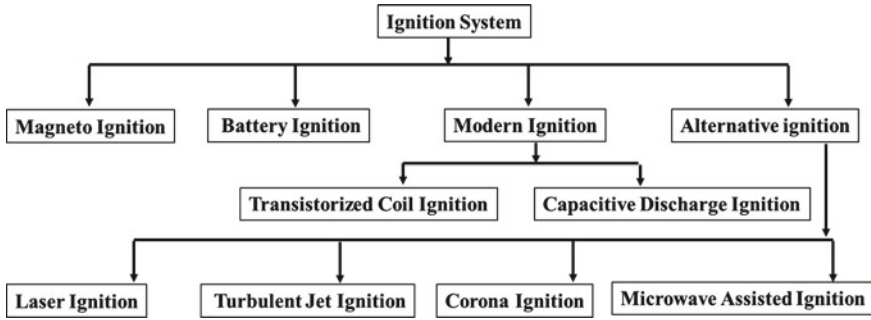 Ignition System
Magneto Ignition
Battery Ignition
Modern Ignition
Alternative ignition
Transistorized Coil Ignition
Capacitive Discharge Ignition
Laser Ignition
Turbulent Jet Ignition
Corona Ignition
Microwave Assisted Ignition